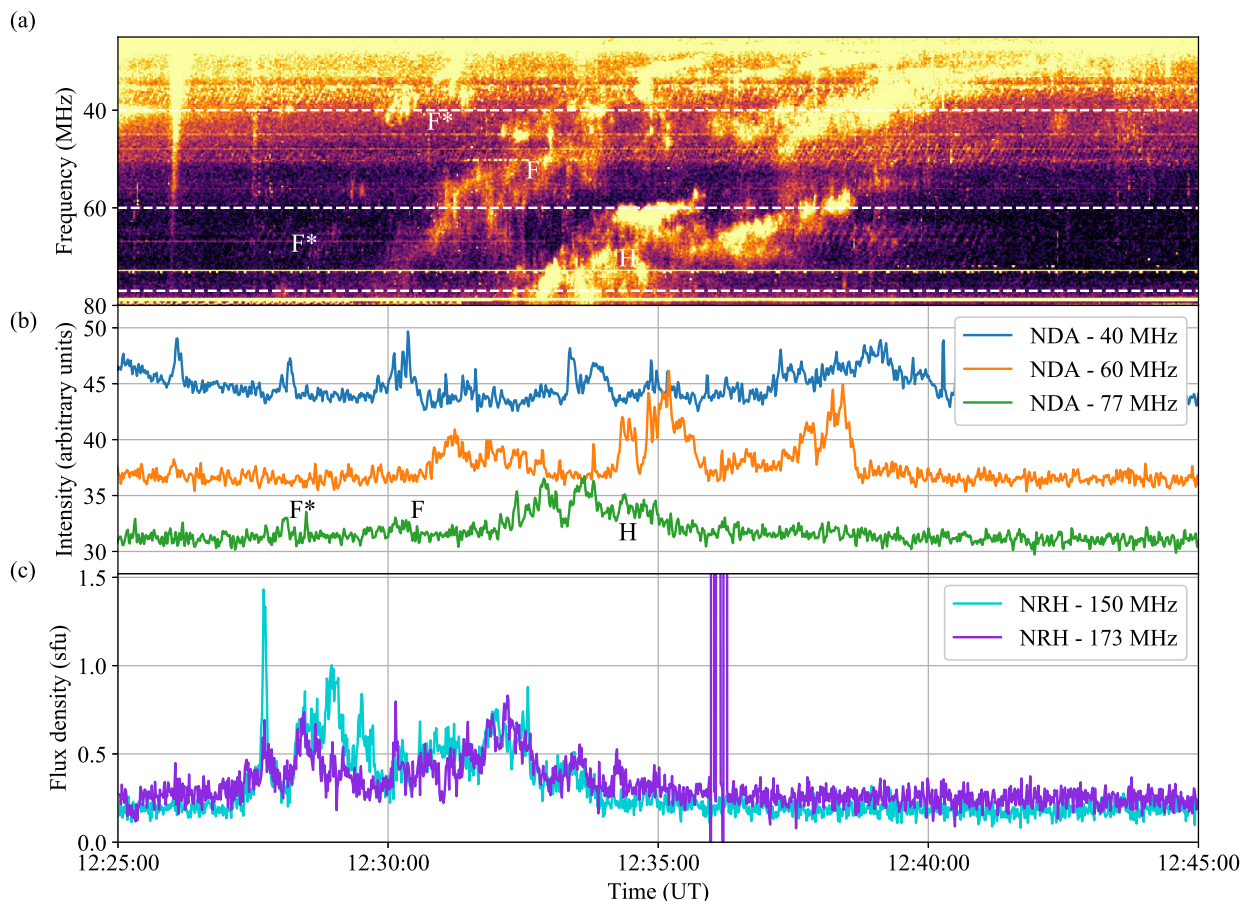 (a)
Frequency (MHz)
40
60
80
F*
F
F*
H
(b)
Intensity (arbitrary units)
50
45
40
35
30
NDA - 40 MHz
NDA - 60 MHz
NDA - 77 MHz
F*
F
H
(c)
Flux density (sfu)
1.5
1.0
0.5
0.0
NRH - 150 MHz
NRH - 173 MHz
12:25:00
12:30:00
12:35:00
12:40:00
12:45:00
Time (UT)